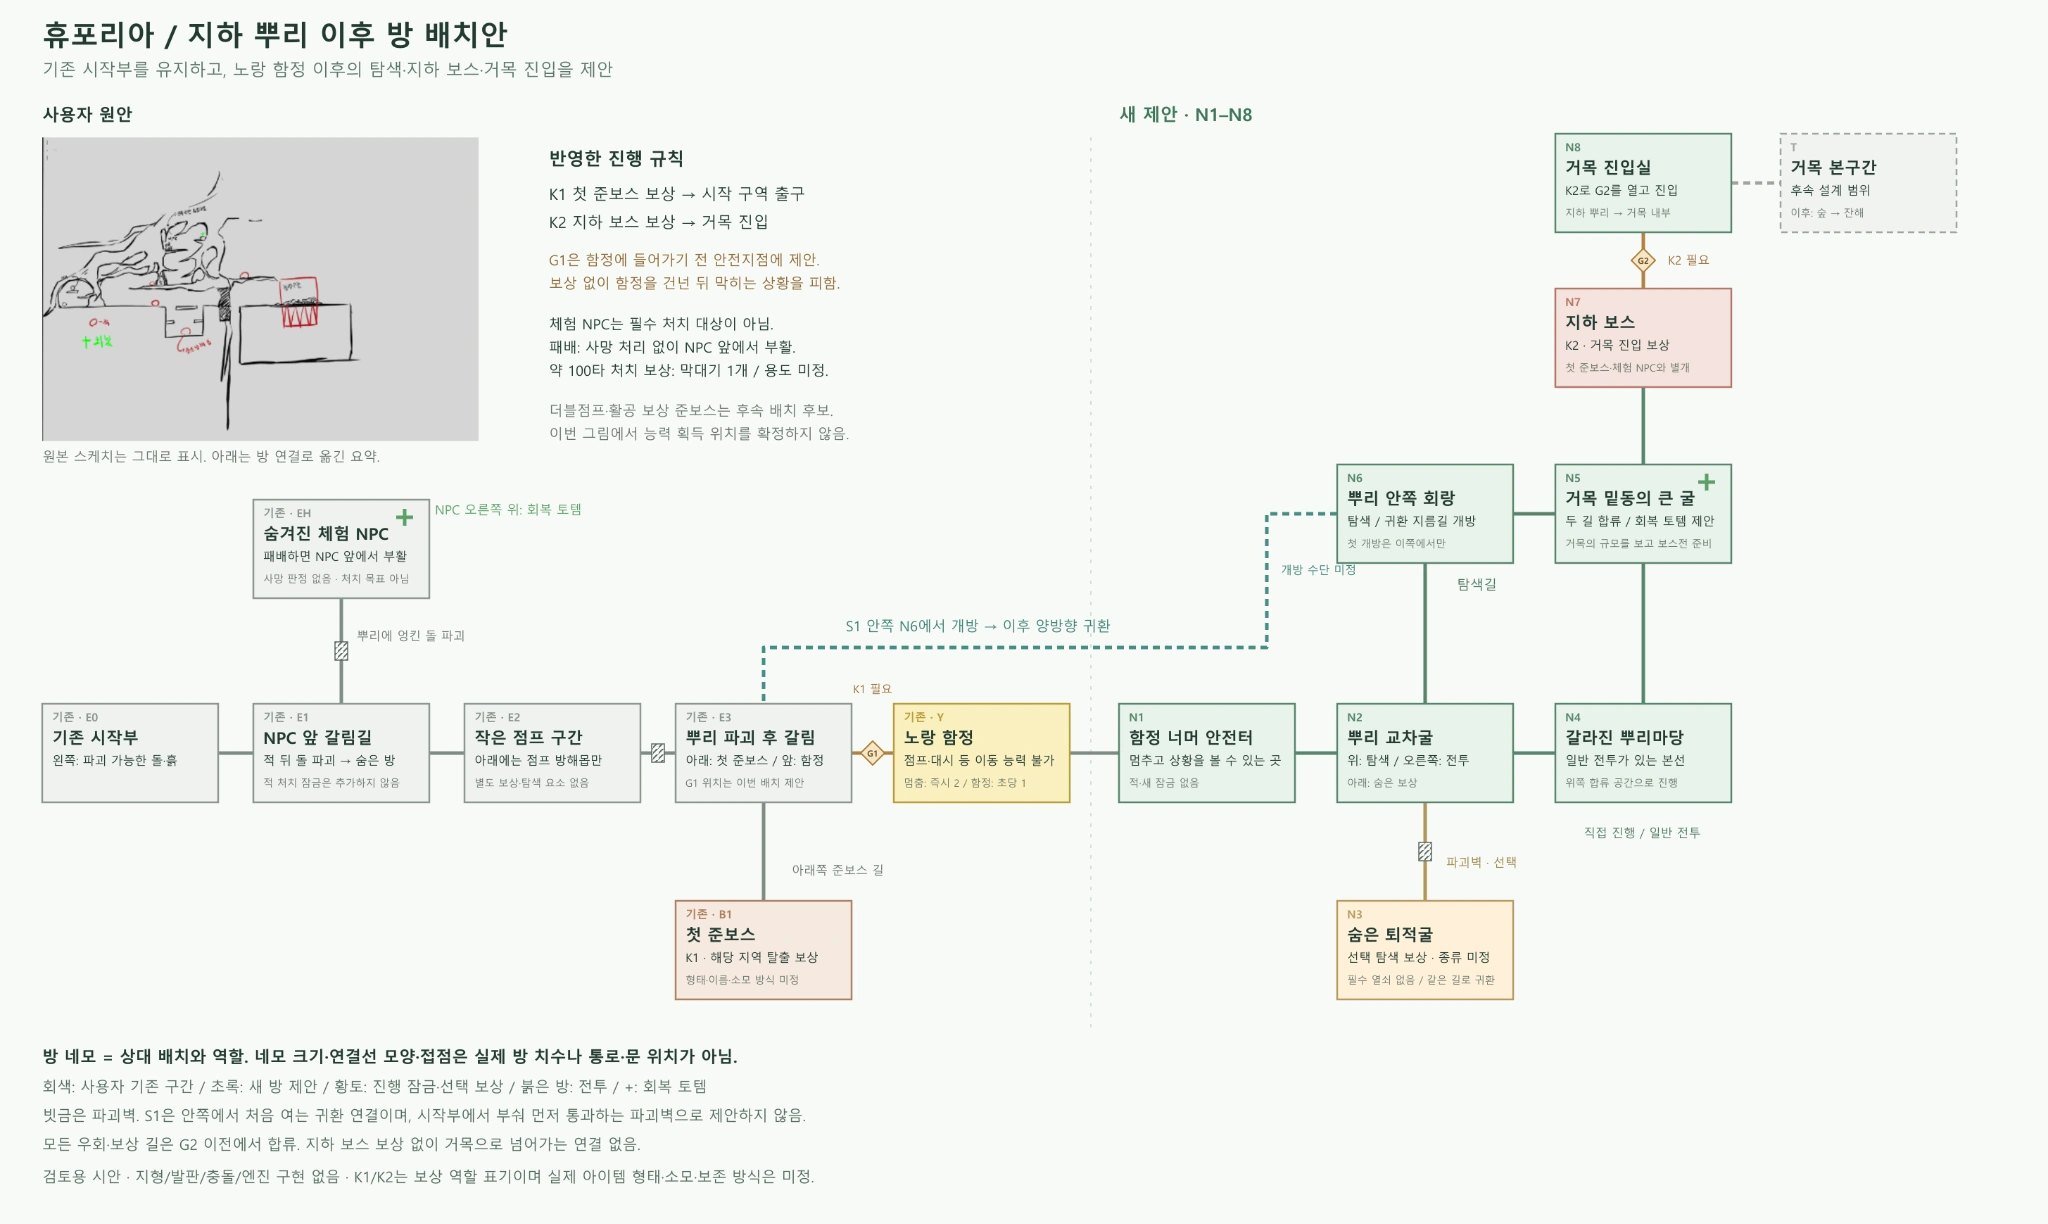 휴포리아 / 지하 뿌리 이후 방 배치안
기존 시작부를 유지하고, 노랑 함정 이후의 탐색·지하 보스·거목 진입을 제안
사용자 원안
원본 스케치는 그대로 표시. 아래는 방 연결로 옮긴 요약.
반영한 진행 규칙
K1 첫 준보스 보상 → 시작 구역 출구
K2 지하 보스 보상 → 거목 진입
G1은 함정에 들어가기 전 안전지점에 제안.
보상 없이 함정을 건넌 뒤 막히는 상황을 피함.
체험 NPC는 필수 처치 대상이 아님.
패배: 사망 처리 없이 NPC 앞에서 부활.
약 100타 처치 보상: 막대기 1개 / 용도 미정.
더블점프·활공 보상 준보스는 후속 배치 후보.
이번 그림에서 능력 획득 위치를 확정하지 않음.
새 제안 · N1–N8
N8
거목 진입실
K2로 G2를 열고 진입
지하 뿌리 → 거목 내부
T
거목 본구간
후속 설계 범위
이후: 숲 → 잔해
G2
K2 필요
N7
지하 보스
K2 · 거목 진입 보상
첫 준보스·체험 NPC와 별개
N6
뿌리 안쪽 회랑
탐색 / 귀환 지름길 개방
첫 개방은 이쪽에서만
N5
거목 밑동의 큰 굴
두 길 합류 / 회복 토템 제안
거목의 규모를 보고 보스전 준비
개방 수단 미정
탐색길
기존 · EH
숨겨진 체험 NPC
패배하면 NPC 앞에서 부활
사망 판정 없음 · 처치 목표 아님
NPC 오른쪽 위: 회복 토템
뿌리에 엉킨 돌 파괴
S1 안쪽 N6에서 개방 → 이후 양방향 귀환
K1 필요
기존 · E0
기존 시작부
왼쪽: 파괴 가능한 돌·흙
기존 · E1
NPC 앞 갈림길
적 뒤 돌 파괴 → 숨은 방
적 처치 잠금은 추가하지 않음
기존 · E2
작은 점프 구간
아래에는 점프 방해몹만
별도 보상·탐색 요소 없음
기존 · E3
뿌리 파괴 후 갈림
아래: 첫 준보스 / 앞: 함정
G1 위치는 이번 배치 제안
G1
기존 · Y
노랑 함정
점프·대시 등 이동 능력 불가
멈춤: 즉시 2 / 함정: 초당 1
N1
함정 너머 안전터
멈추고 상황을 볼 수 있는 곳
적·새 잠금 없음
N2
뿌리 교차굴
위: 탐색 / 오른쪽: 전투
아래: 숨은 보상
N4
갈라진 뿌리마당
일반 전투가 있는 본선
위쪽 합류 공간으로 진행
직접 진행 / 일반 전투
아래쪽 준보스 길
파괴벽 · 선택
기존 · B1
첫 준보스
K1 · 해당 지역 탈출 보상
형태·이름·소모 방식 미정
N3
숨은 퇴적굴
선택 탐색 보상 · 종류 미정
필수 열쇠 없음 / 같은 길로 귀환
방 네모 = 상대 배치와 역할. 네모 크기·연결선 모양·접점은 실제 방 치수나 통로·문 위치가 아님.
회색: 사용자 기존 구간 / 초록: 새 방 제안 / 황토: 진행 잠금·선택 보상 / 붉은 방: 전투 / +: 회복 토템
빗금은 파괴벽. S1은 안쪽에서 처음 여는 귀환 연결이며, 시작부에서 부숴 먼저 통과하는 파괴벽으로 제안하지 않음.
모든 우회·보상 길은 G2 이전에서 합류. 지하 보스 보상 없이 거목으로 넘어가는 연결 없음.
검토용 시안 · 지형/발판/충돌/엔진 구현 없음 · K1/K2는 보상 역할 표기이며 실제 아이템 형태·소모·보존 방식은 미정.